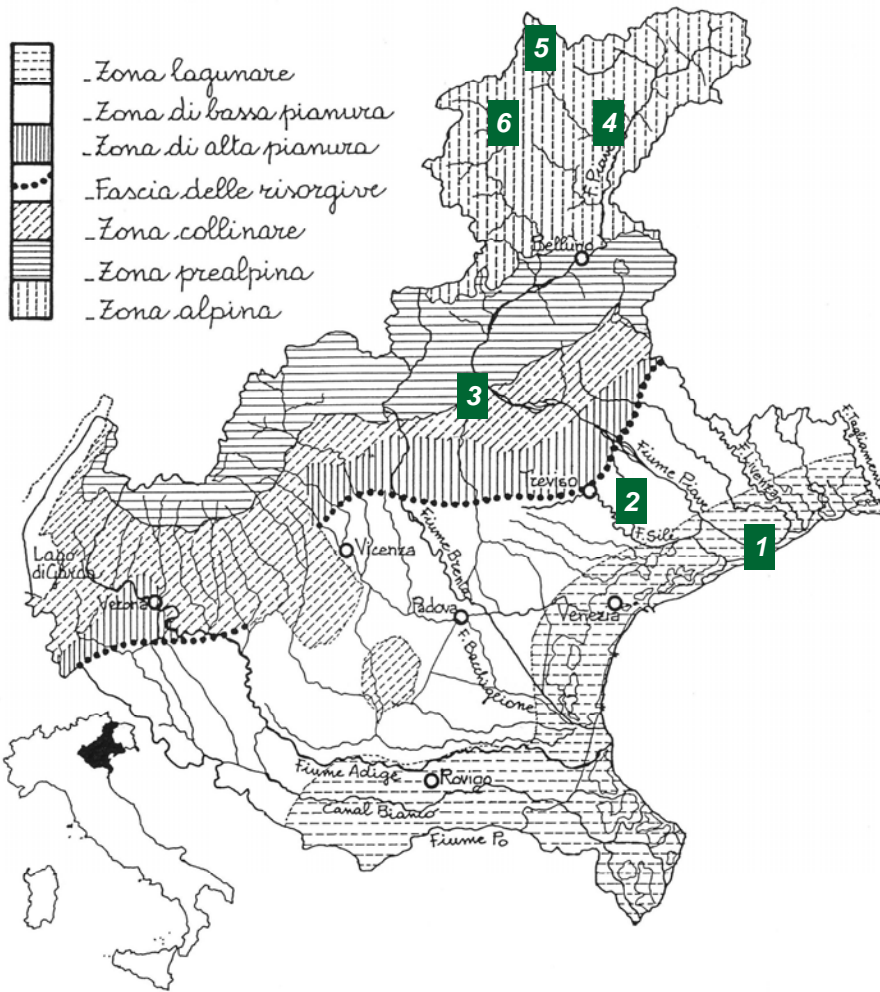 -Zona lagunare
-Zona di bassa pianura
-Zona di alta pianura
-Fascia delle risorgive
-Zona collinare
-Zona prealpina
-Zona alpina
5
6
4
F. Piave
Belluno
3
F. Tagliamento
F. Livenza
Fiume Piave
reviso
2
F. Sile
1
Fiume Brenta
Vicenza
Lago
di Garda
Verona
Padova
Venezia
F. Bacchiglione
Fiume Adige
Rovigo
Canal Bianco
Fiume Po